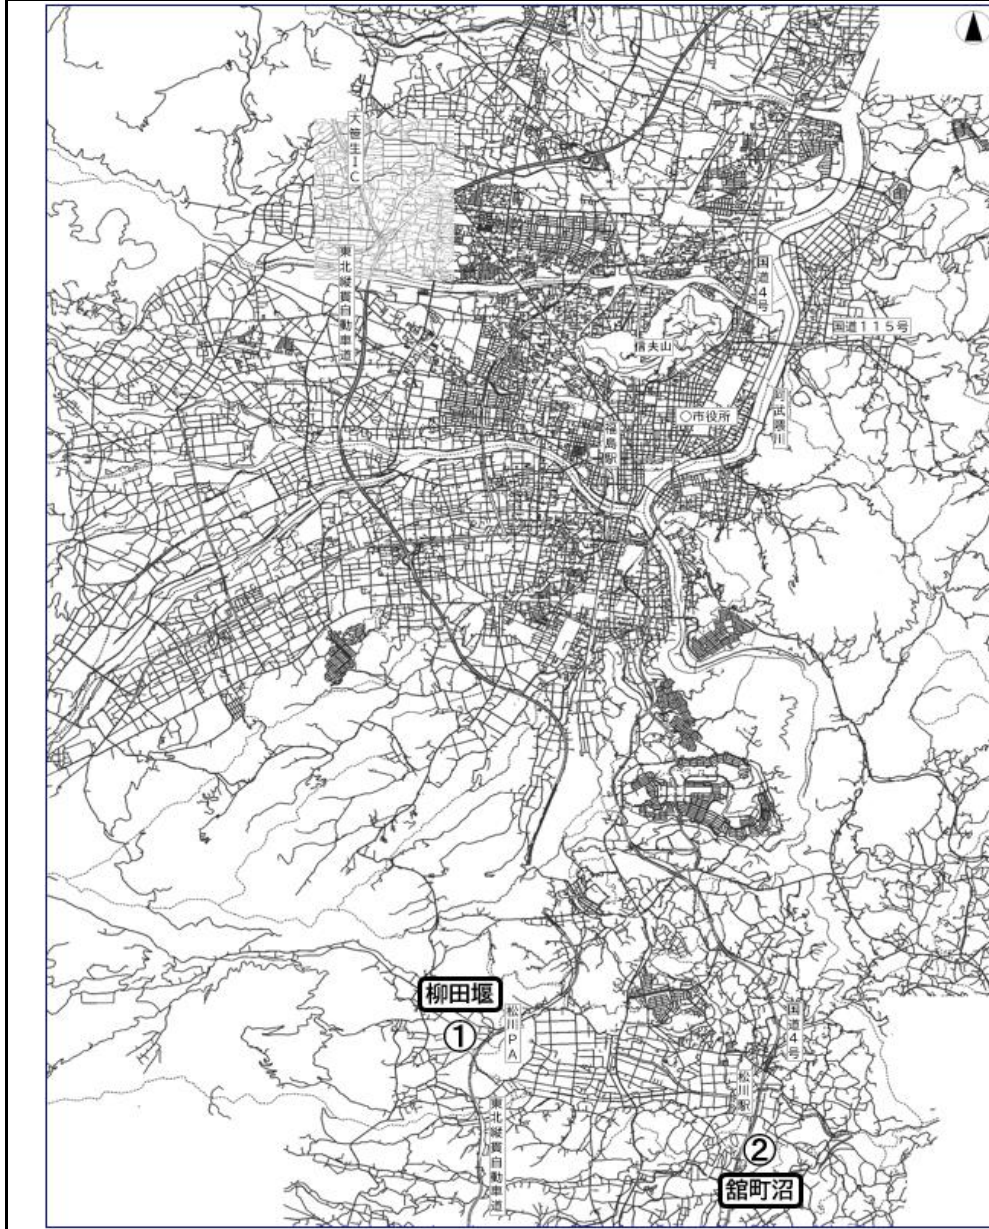 大笹生IC
東北縦貫自動車道
国道4号
国道115号
信夫山
○市役所
福島駅
阿武隈川
柳田堰
①
松川PA
国道4号
松川駅
東北縦貫自動車道
②
舘町沼